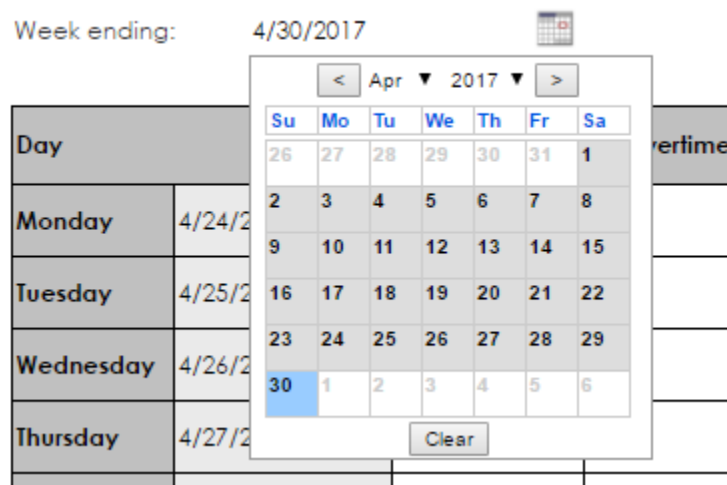 Week ending: 4/30/2017
< Apr ▼ 2017 ▼ >
Su Mo Tu We Th Fr Sa
Day vertime
26 27 28 29 30 31 1
2 3 4 5 6 7 8
Monday 4/24/2
9 10 11 12 13 14 15
Tuesday 4/25/2
16 17 18 19 20 21 22
23 24 25 26 27 28 29
Wednesday 4/26/2
30 1 2 3 4 5 6
Thursday 4/27/2
Clear